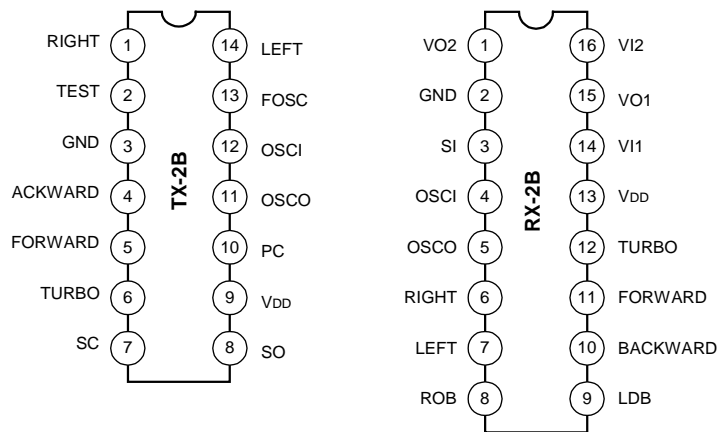 RIGHT 1 14 LEFT
TEST 2 13 FOSC
GND 3 12 OSCI
ACKWARD 4 11 OSCO
FORWARD 5 10 PC
TURBO 6 9 VDD
SC 7 8 SO
TX-2B
VO2 1 16 VI2
GND 2 15 VO1
SI 3 14 VI1
OSCI 4 13 VDD
OSCO 5 12 TURBO
RIGHT 6 11 FORWARD
LEFT 7 10 BACKWARD
ROB 8 9 LDB
RX-2B